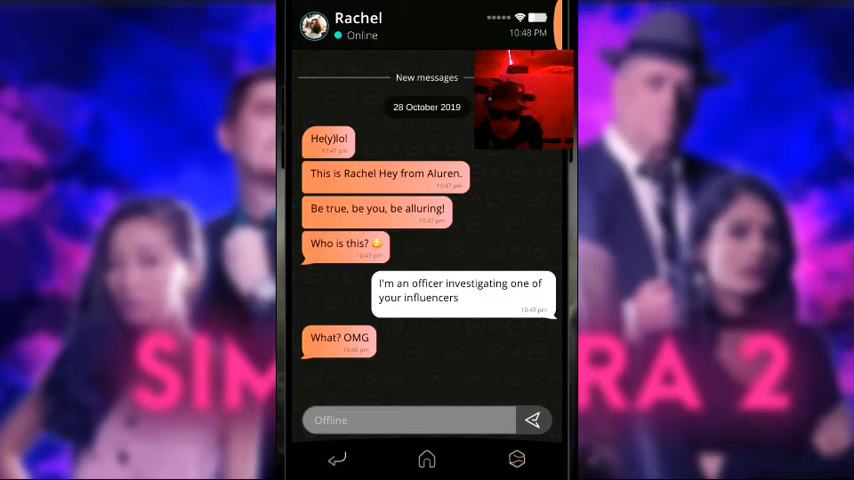 Rachel
Online
10:48 PM
New messages
28 October 2019
He(y)lo!
10:47 pm
This is Rachel Hey from Aluren.
10:47 pm
Be true, be you, be alluring!
10:47 pm
Who is this? 😳
10:47 pm
I'm an officer investigating one of
your influencers
10:48 pm
What? OMG
10:48 pm
Offline
SIM
RA 2